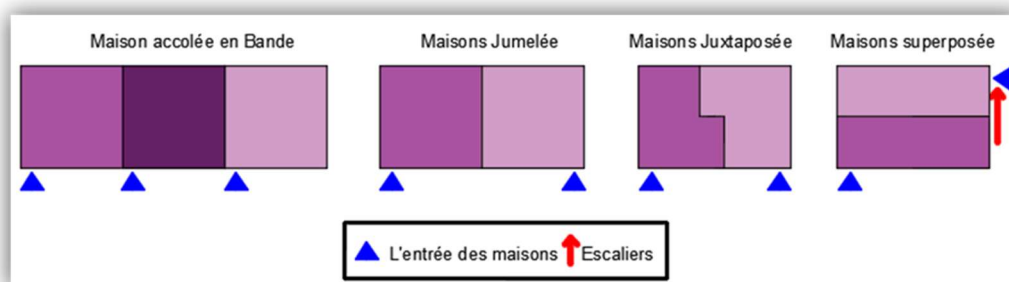 Maison accolée en Bande
Maisons Jumelée
Maisons Juxtaposée
Maisons superposée
L'entrée des maisons
Escaliers